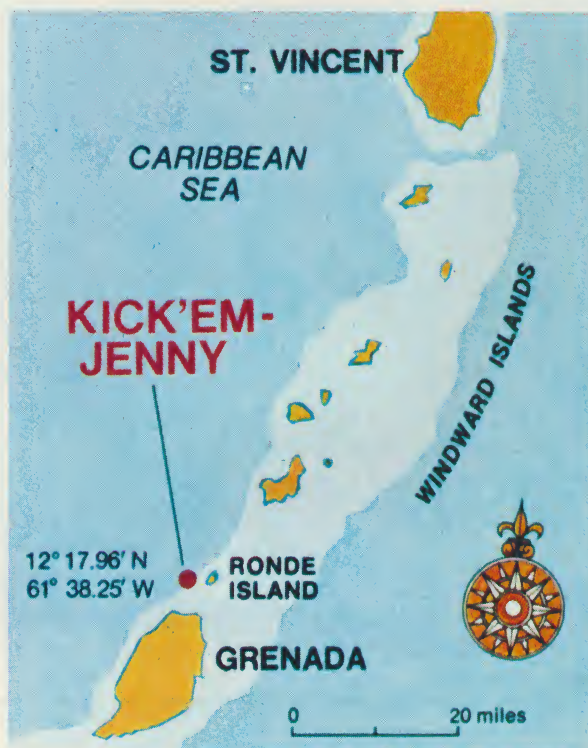 ST. VINCENT
CARIBBEAN
SEA
KICK'EM-
JENNY
WINDWARD ISLANDS
12° 17.96' N
61° 38.25' W
RONDE
ISLAND
GRENADA
0 20 miles